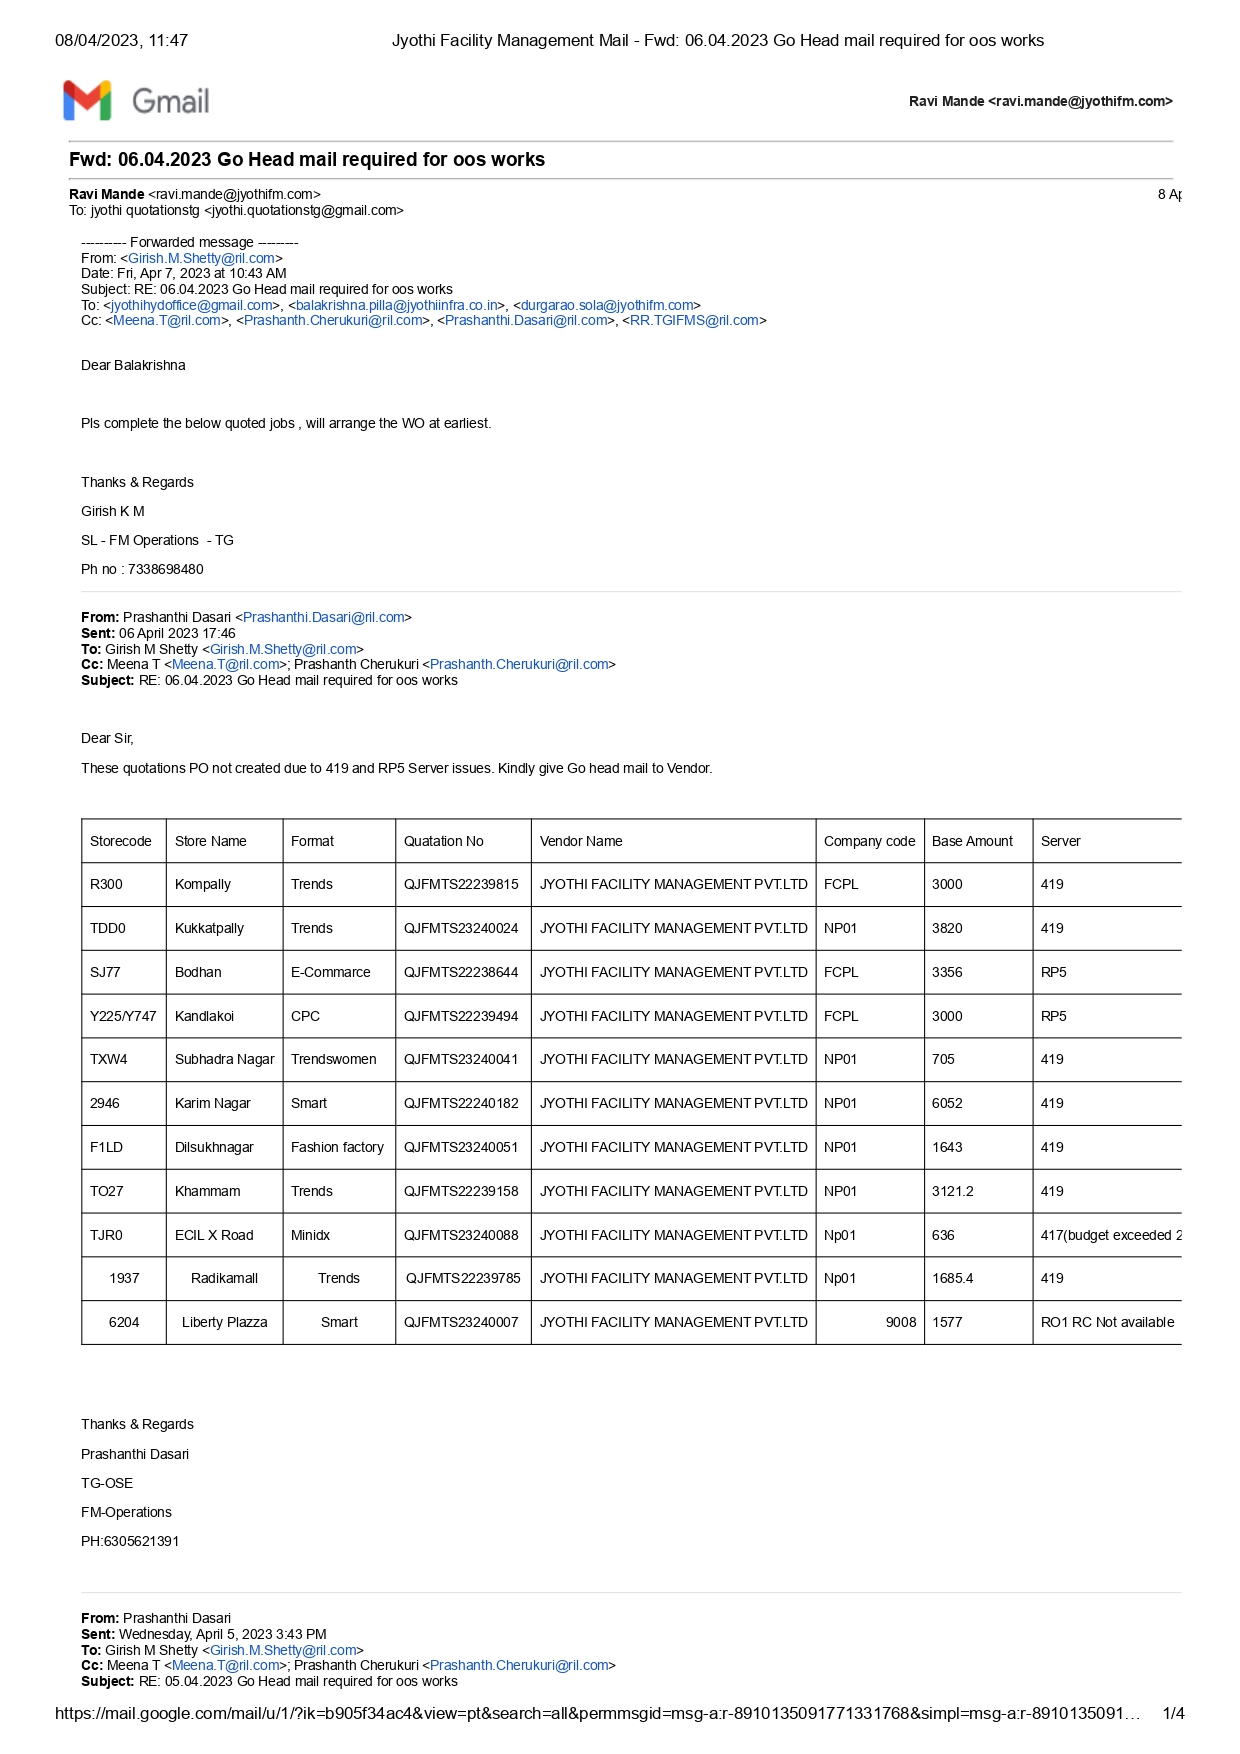 08/04/2023, 11:47 Jyothi Facility Management Mail - Fwd: 06.04.2023 Go Head mail required for oos works
Gmail Ravi Mande <ravi.mande@jyothifm.com>
Fwd: 06.04.2023 Go Head mail required for oos works
Ravi Mande <ravi.mande@jyothifm.com> 8 Ap
To: jyothi quotationstg <jyothi.quotationstg@gmail.com>
---------- Forwarded message ---------
From: <Girish.M.Shetty@ril.com>
Date: Fri, Apr 7, 2023 at 10:43 AM
Subject: RE: 06.04.2023 Go Head mail required for oos works
To: <jyothihydoffice@gmail.com>, <balakrishna.pilla@jyothiinfra.co.in>, <durgarao.sola@jyothifm.com>
Cc: <Meena.T@ril.com>, <Prashanth.Cherukuri@ril.com>, <Prashanthi.Dasari@ril.com>, <RR.TGIFMS@ril.com>
Dear Balakrishna
Pls complete the below quoted jobs , will arrange the WO at earliest.
Thanks & Regards
Girish K M
SL - FM Operations - TG
Ph no : 7338698480
From: Prashanthi Dasari <Prashanthi.Dasari@ril.com>
Sent: 06 April 2023 17:46
To: Girish M Shetty <Girish.M.Shetty@ril.com>
Cc: Meena T <Meena.T@ril.com>; Prashanth Cherukuri <Prashanth.Cherukuri@ril.com>
Subject: RE: 06.04.2023 Go Head mail required for oos works
Dear Sir,
These quotations PO not created due to 419 and RP5 Server issues. Kindly give Go head mail to Vendor.
Storecode Store Name Format Quatation No Vendor Name Company code Base Amount Server
R300 Kompally Trends QJFMTS22239815 JYOTHI FACILITY MANAGEMENT PVT.LTD FCPL 3000 419
TDD0 Kukkatpally Trends QJFMTS23240024 JYOTHI FACILITY MANAGEMENT PVT.LTD NP01 3820 419
SJ77 Bodhan E-Commarce QJFMTS22238644 JYOTHI FACILITY MANAGEMENT PVT.LTD FCPL 3356 RP5
Y225/Y747 Kandlakoi CPC QJFMTS22239494 JYOTHI FACILITY MANAGEMENT PVT.LTD FCPL 3000 RP5
TXW4 Subhadra Nagar Trendswomen QJFMTS23240041 JYOTHI FACILITY MANAGEMENT PVT.LTD NP01 705 419
2946 Karim Nagar Smart QJFMTS22240182 JYOTHI FACILITY MANAGEMENT PVT.LTD NP01 6052 419
F1LD Dilsukhnagar Fashion factory QJFMTS23240051 JYOTHI FACILITY MANAGEMENT PVT.LTD NP01 1643 419
TO27 Khammam Trends QJFMTS22239158 JYOTHI FACILITY MANAGEMENT PVT.LTD NP01 3121.2 419
TJR0 ECIL X Road Minidx QJFMTS23240088 JYOTHI FACILITY MANAGEMENT PVT.LTD Np01 636 417(budget exceeded 2
1937 Radikamall Trends QJFMTS22239785 JYOTHI FACILITY MANAGEMENT PVT.LTD Np01 1685.4 419
6204 Liberty Plazza Smart QJFMTS23240007 JYOTHI FACILITY MANAGEMENT PVT.LTD 9008 1577 RO1 RC Not available
Thanks & Regards
Prashanthi Dasari
TG-OSE
FM-Operations
PH:6305621391
From: Prashanthi Dasari
Sent: Wednesday, April 5, 2023 3:43 PM
To: Girish M Shetty <Girish.M.Shetty@ril.com>
Cc: Meena T <Meena.T@ril.com>; Prashanth Cherukuri <Prashanth.Cherukuri@ril.com>
Subject: RE: 05.04.2023 Go Head mail required for oos works
https://mail.google.com/mail/u/1/?ik=b905f34ac4&view=pt&search=all&permmsgid=msg-a:r-8910135091771331768&simpl=msg-a:r-8910135091… 1/4